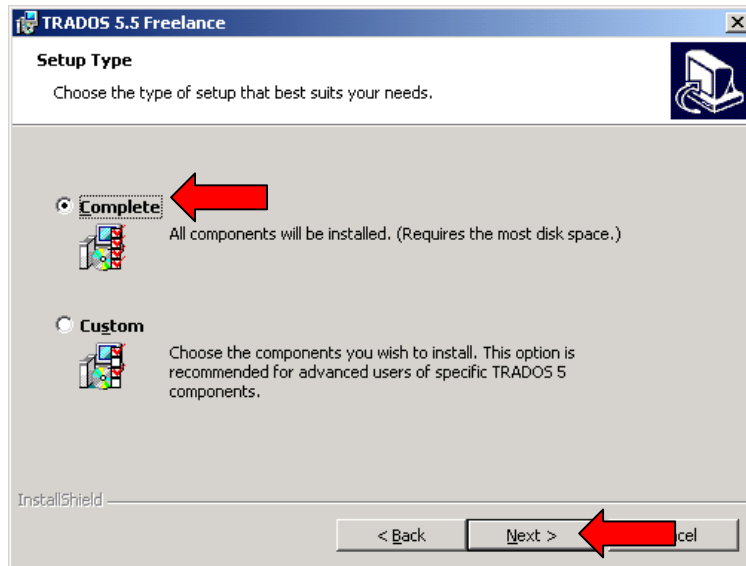 TRADOS 5.5 Freelance
Setup Type
Choose the type of setup that best suits your needs.
Complete
All components will be installed. (Requires the most disk space.)
Custom
Choose the components you wish to install. This option is
recommended for advanced users of specific TRADOS 5
components.
InstallShield
< Back Next >